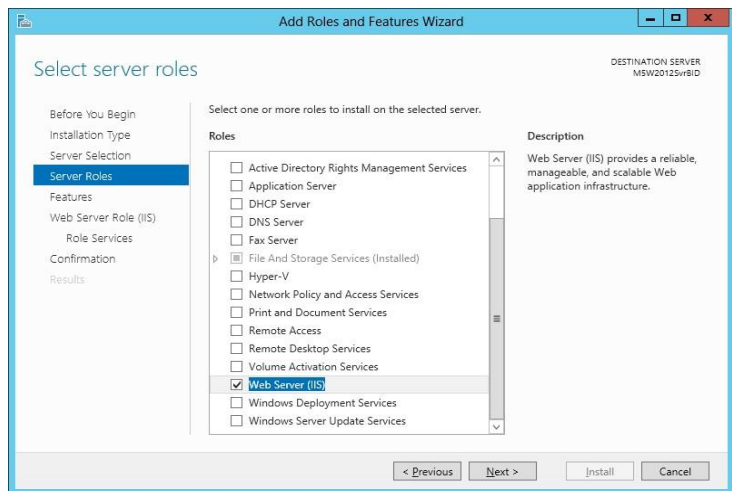 Add Roles and Features Wizard
Select server roles
DESTINATION SERVER
MSW2012SvrBID
Before You Begin
Installation Type
Server Selection
Server Roles
Features
Web Server Role (IIS)
Role Services
Confirmation
Results
Select one or more roles to install on the selected server.
Roles
Active Directory Rights Management Services
Application Server
DHCP Server
DNS Server
Fax Server
File And Storage Services (Installed)
Hyper-V
Network Policy and Access Services
Print and Document Services
Remote Access
Remote Desktop Services
Volume Activation Services
Web Server (IIS)
Windows Deployment Services
Windows Server Update Services
Description
Web Server (IIS) provides a reliable,
manageable, and scalable Web
application infrastructure.
< Previous
Next >
Install
Cancel